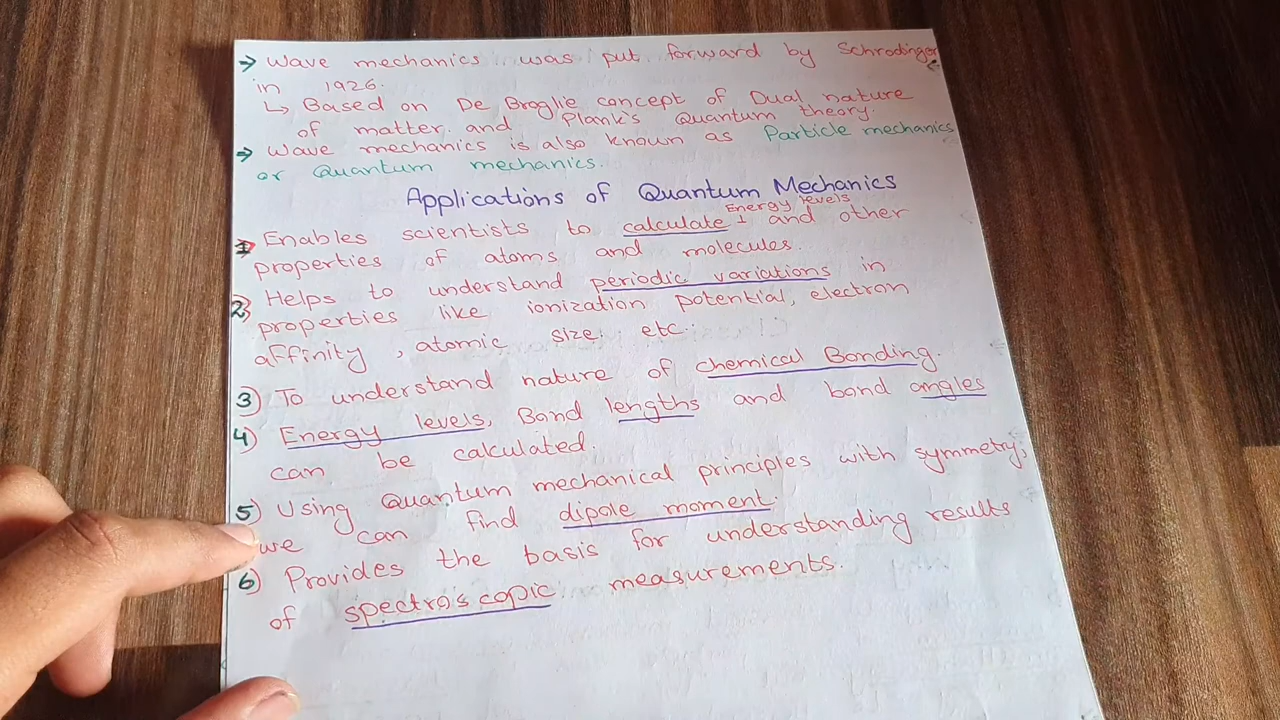 → Wave mechanics was put forward by Schrodinger
in 1926.
↳ Based on De Broglie concept of Dual nature
of matter and Plank's Quantum theory.
→ Wave mechanics is also known as Particle mechanics
or Quantum mechanics.
Applications of Quantum Mechanics
Energy levels
1) Enables scientists to calculate ⊥ and other
properties of atoms and molecules.
2) Helps to understand periodic variations in
properties like ionization potential, electron
affinity, atomic size etc.
3) To understand nature of chemical Bonding.
4) Energy levels, Bond lengths and bond angles
can be calculated.
5) Using Quantum mechanical principles with symmetry,
we can find dipole moment.
6) Provides the basis for understanding results
of spectroscopic measurements.